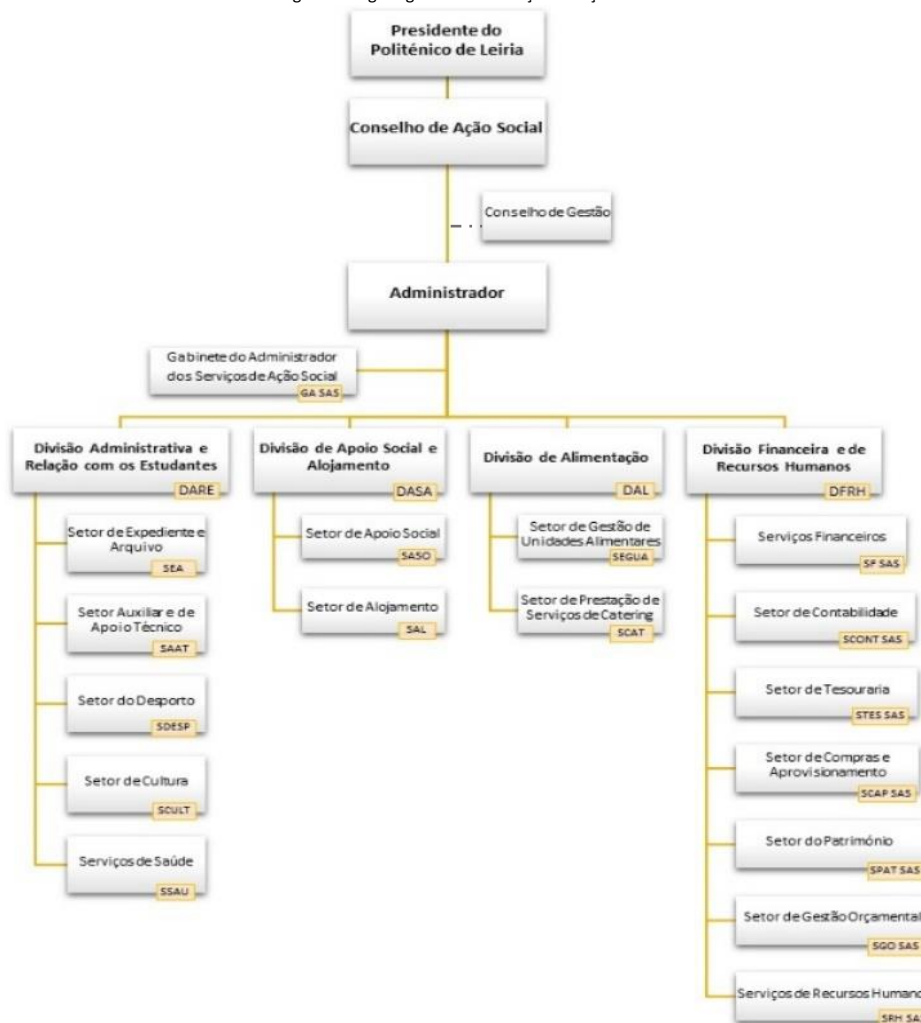 Presidente do
Politénico de Leiria
Conselho de Ação Social
Conselho de Gestão
Administrador
Gabinete do Administrador
dos Serviços de Ação Social
GA SAS
Divisão Administrativa e
Relação com os Estudantes
DARE
Setor de Expediente e
Arquivo
SEA
Setor Auxiliar e de
Apoio Técnico
SAAT
Setor do Desporto
SDESP
Setor de Cultura
SCULT
Serviços de Saúde
SSAU
Divisão de Apoio Social e
Alojamento
DASA
Setor de Apoio Social
SASO
Setor de Alojamento
SAL
Divisão de Alimentação
DAL
Setor de Gestão de
Unidades Alimentares
SEGUA
Setor de Prestação de
Serviços de Catering
SCAT
Divisão Financeira e de
Recursos Humanos
DFRH
Serviços Financeiros
SF SAS
Setor de Contabilidade
SCONT SAS
Setor de Tesouraria
STES SAS
Setor de Compras e
Aprovisionamento
SCAP SAS
Setor do Património
SPAT SAS
Setor de Gestão Orçamental
SGO SAS
Serviços de Recursos Humano
SRH SA